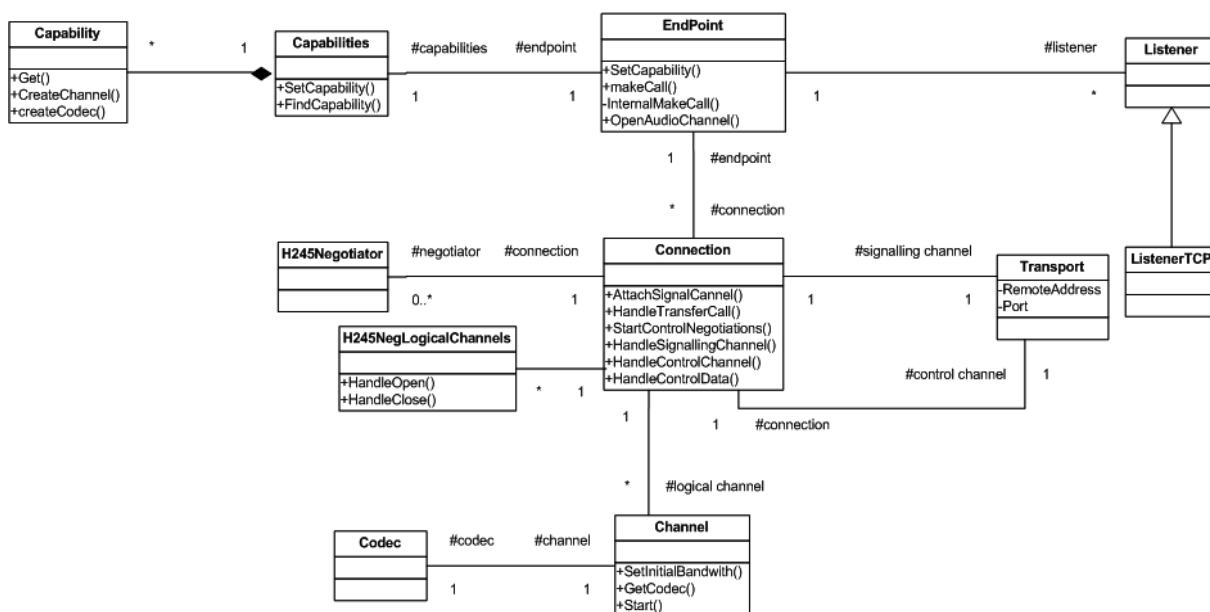 Capability
+Get()
+CreateChannel()
+createCodec()
*
1
Capabilities
+SetCapability()
+FindCapability()
#capabilities
#endpoint
1
1
EndPoint
+SetCapability()
+makeCall()
-InternalMakeCall()
+OpenAudioChannel()
#listener
1
*
Listener
1
#endpoint
*
#connection
H245Negotiator
#negotiator
#connection
0..*
1
Connection
+AttachSignalCannel()
+HandleTransferCall()
+StartControlNegotiations()
+HandleSignallingChannel()
+HandleControlChannel()
+HandleControlData()
#signalling channel
1
1
Transport
-RemoteAddress
-Port
ListenerTCP
H245NegLogicalChannels
+HandleOpen()
+HandleClose()
*
1
#control channel
1
1
#connection
1
*
#logical channel
Codec
#codec
#channel
1
1
Channel
+SetInitialBandwith()
+GetCodec()
+Start()